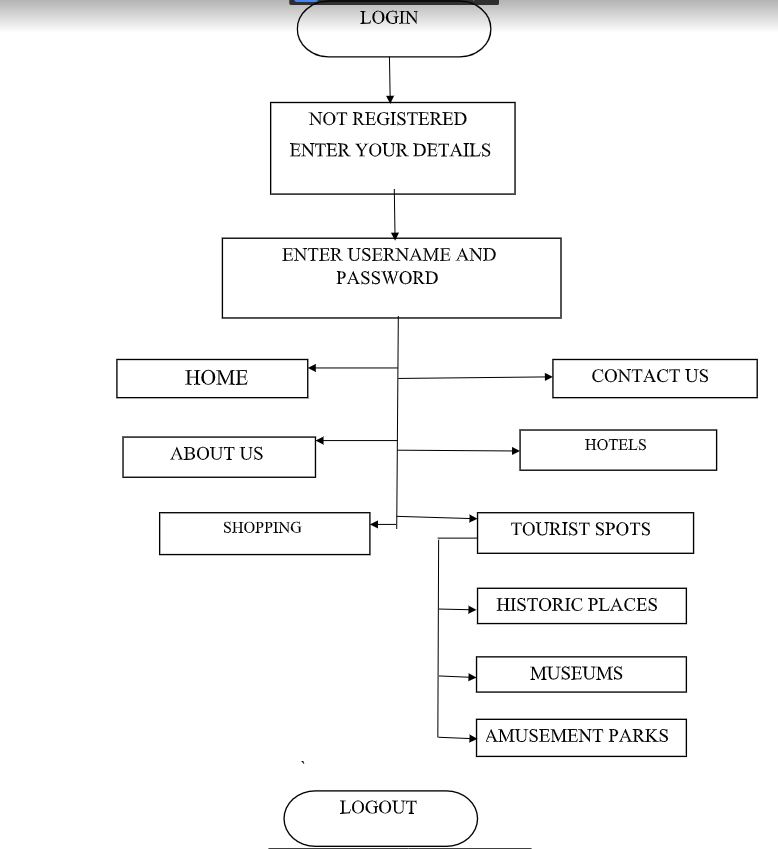 LOGIN
NOT REGISTERED
ENTER YOUR DETAILS
ENTER USERNAME AND
PASSWORD
HOME
CONTACT US
ABOUT US
HOTELS
SHOPPING
TOURIST SPOTS
HISTORIC PLACES
MUSEUMS
AMUSEMENT PARKS
LOGOUT